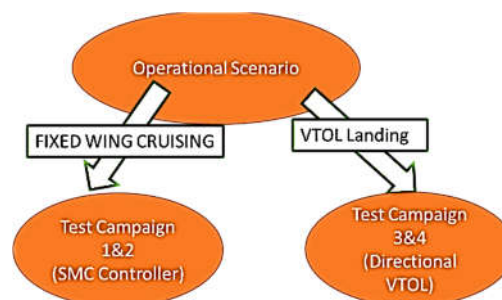 Operational Scenario
FIXED WING CRUISING
VTOL Landing
Test Campaign
1&2
(SMC Controller)
Test Campaign
3&4
(Directional
VTOL)